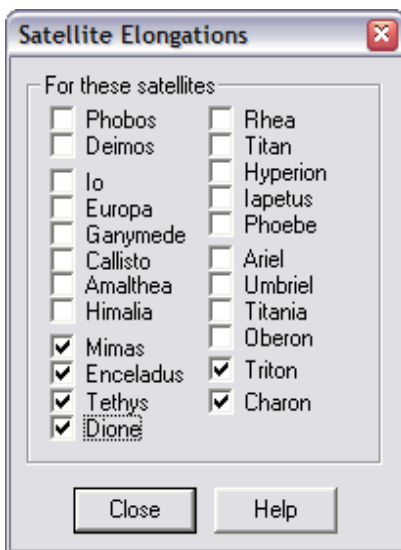 Satellite Elongations
For these satellites
Phobos
Deimos
Io
Europa
Ganymede
Callisto
Amalthea
Himalia
Mimas
Enceladus
Tethys
Dione
Rhea
Titan
Hyperion
Iapetus
Phoebe
Ariel
Umbriel
Titania
Oberon
Triton
Charon
Close
Help